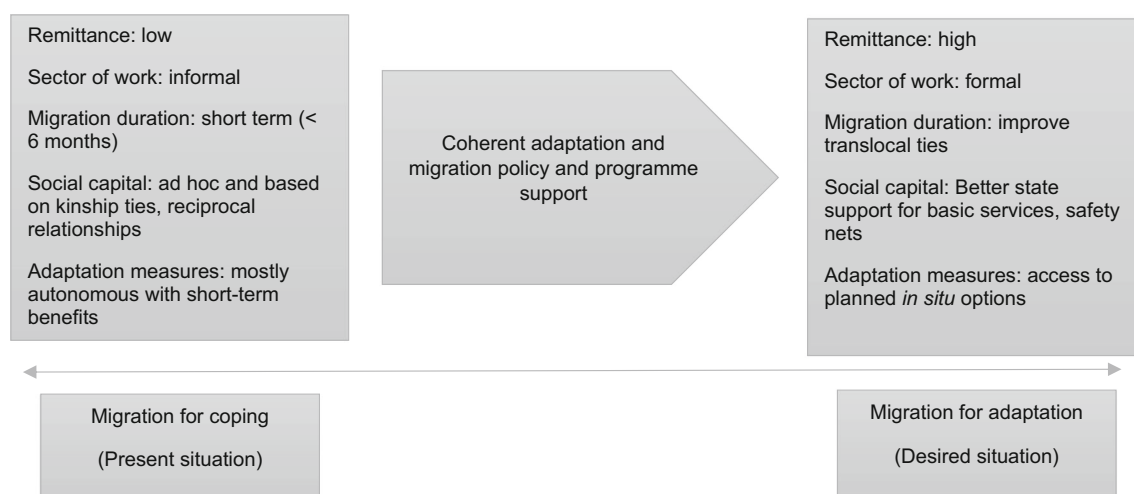 Remittance: low
Sector of work: informal
Migration duration: short term (<
6 months)
Social capital: ad hoc and based
on kinship ties, reciprocal
relationships
Adaptation measures: mostly
autonomous with short-term
benefits
Coherent adaptation and
migration policy and programme
support
Remittance: high
Sector of work: formal
Migration duration: improve
translocal ties
Social capital: Better state
support for basic services, safety
nets
Adaptation measures: access to
planned in situ options
Migration for coping
(Present situation)
Migration for adaptation
(Desired situation)